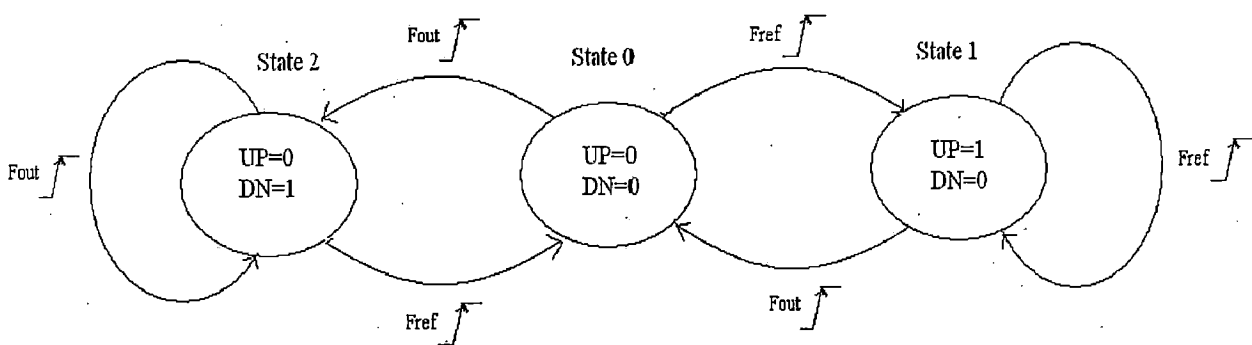 Fout
Fref
State 2
State 0
State 1
Fout
UP=0
DN=1
UP=0
DN=0
UP=1
DN=0
Fref
Fref
Fout